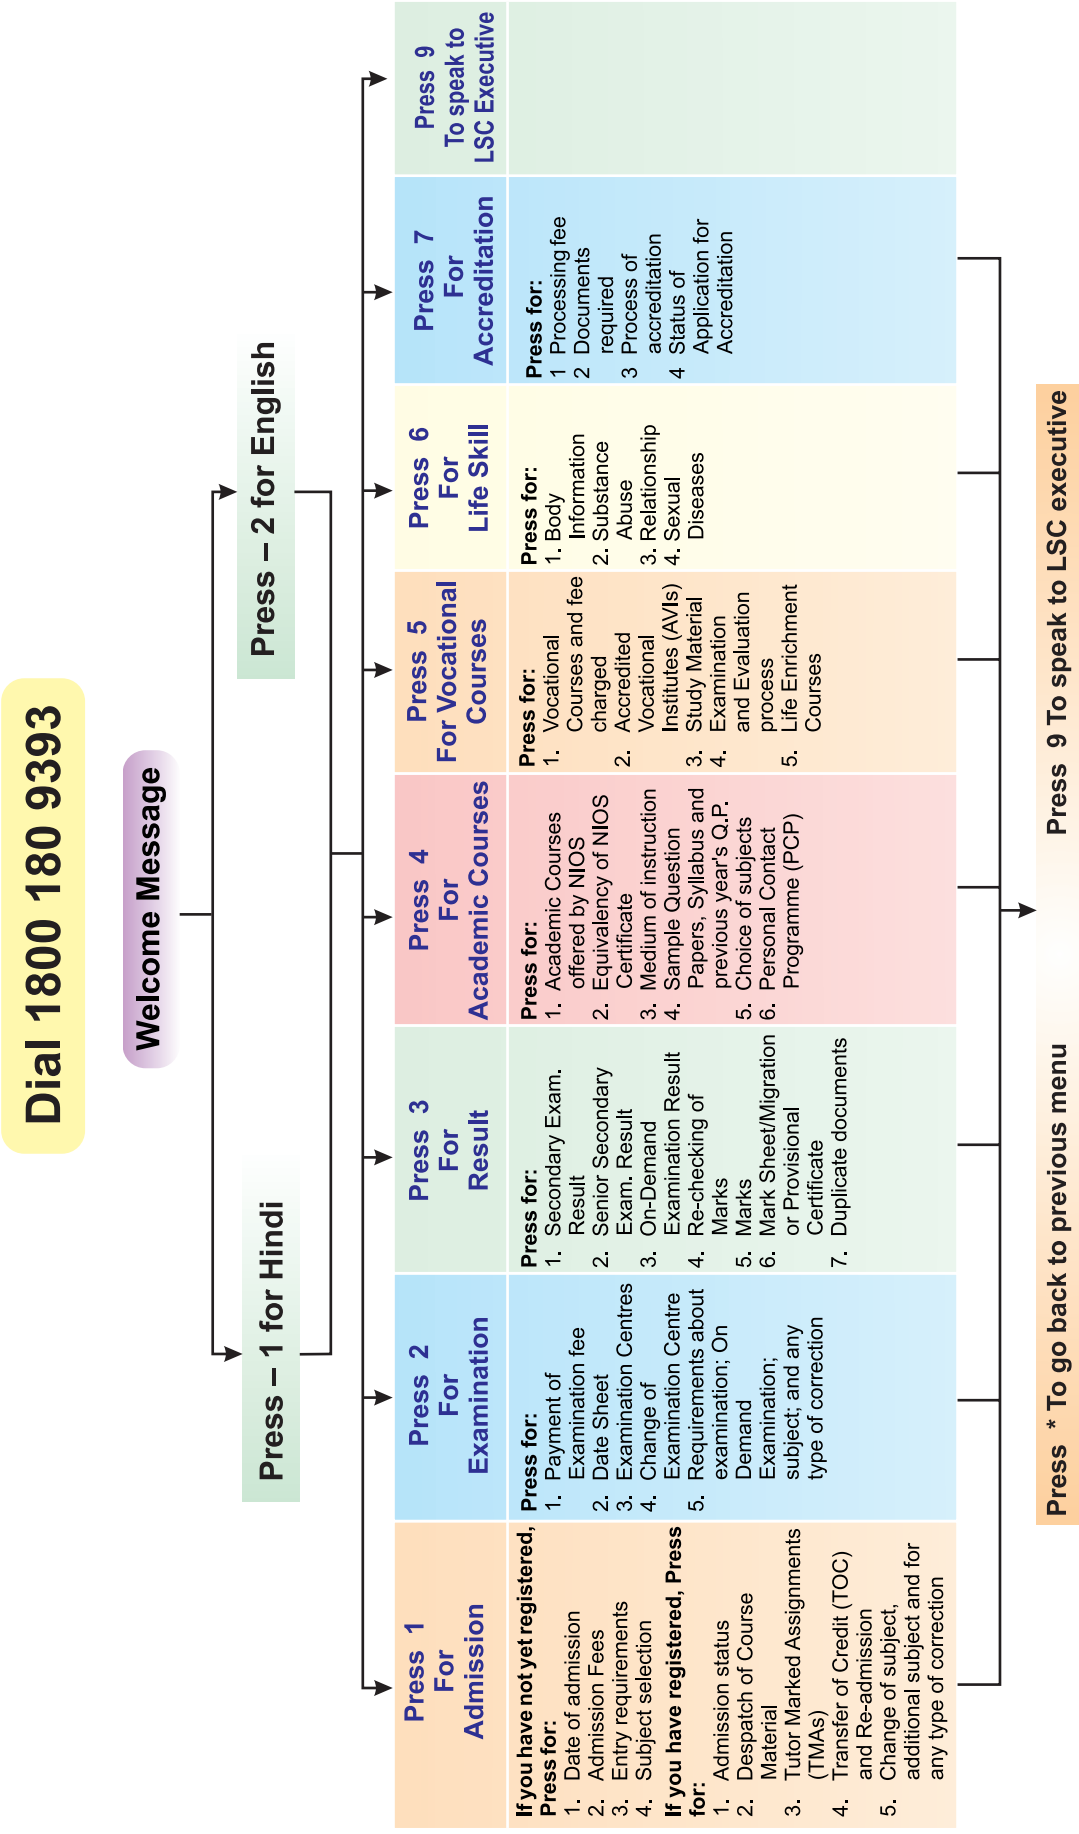 Dial 1800 180 9393
Welcome Message
Press – 1 for Hindi
Press – 2 for English
Press 1
For
Admission
If you have not yet registered,
Press for:
1. Date of admission
2. Admission Fees
3. Entry requirements
4. Subject selection
If you have registered, Press
for:
1. Admission status
2. Despatch of Course
Material
3. Tutor Marked Assignments
(TMAs)
4. Transfer of Credit (TOC)
and Re-admission
5. Change of subject,
additional subject and for
any type of correction
Press 2
For
Examination
Press for:
1. Payment of
Examination fee
2. Date Sheet
3. Examination Centres
4. Change of
Examination Centre
5. Requirements about
examination; On
Demand
Examination;
subject; and any
type of correction
Press 3
For
Result
Press for:
1. Secondary Exam.
Result
2. Senior Secondary
Exam. Result
3. On-Demand
Examination Result
4. Re-checking of
Marks
5. Marks
6. Mark Sheet/Migration
or Provisional
Certificate
7. Duplicate documents
Press 4
For
Academic Courses
Press for:
1. Academic Courses
offered by NIOS
2. Equivalency of NIOS
Certificate
3. Medium of instruction
4. Sample Question
Papers, Syllabus and
previous year's Q.P.
5. Choice of subjects
6. Personal Contact
Programme (PCP)
Press 5
For Vocational
Courses
Press for:
1. Vocational
Courses and fee
charged
2. Accredited
Vocational
Institutes (AVIs)
3. Study Material
4. Examination
and Evaluation
process
5. Life Enrichment
Courses
Press 6
For
Life Skill
Press for:
1. Body
Information
2. Substance
Abuse
3. Relationship
4. Sexual
Diseases
Press 7
For
Accreditation
Press for:
1 Processing fee
2 Documents
required
3 Process of
accreditation
4 Status of
Application for
Accreditation
Press 9
To speak to
LSC Executive
Press * To go back to previous menu
Press 9 To speak to LSC executive